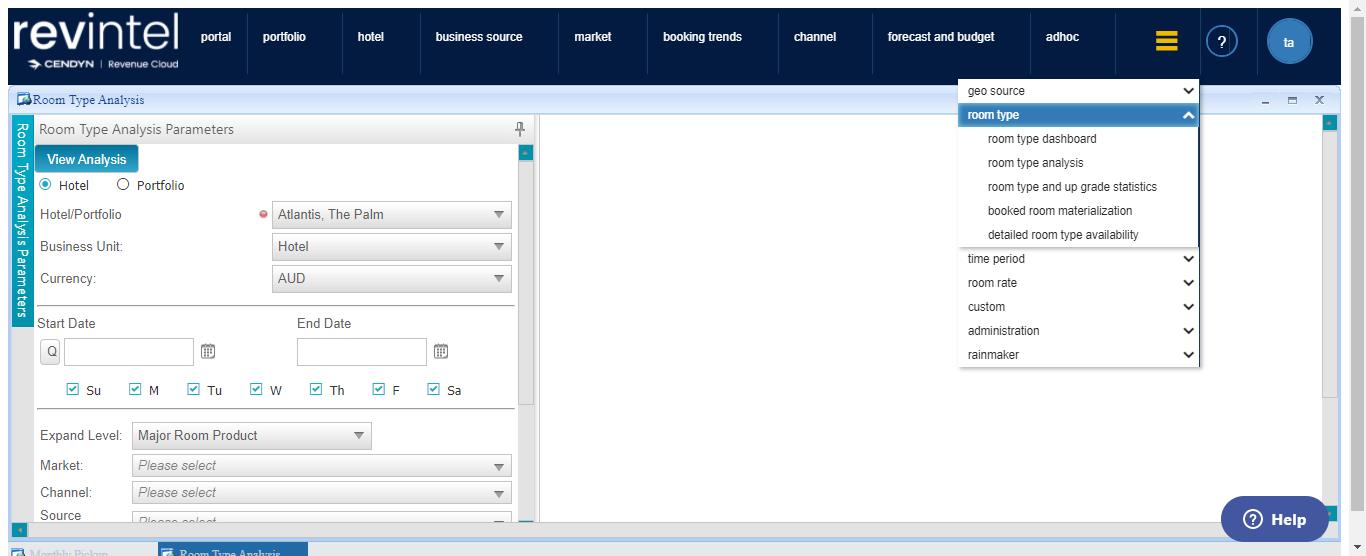 revintel
CENDYN | Revenue Cloud
portal
portfolio
hotel
business source
market
booking trends
channel
forecast and budget
adhoc
?
ta
Room Type Analysis
geo source
room type
room type dashboard
room type analysis
room type and up grade statistics
booked room materialization
detailed room type availability
time period
room rate
custom
administration
rainmaker
Room Type Analysis Parameters
Room Type Analysis Parameters
View Analysis
Hotel
Portfolio
Hotel/Portfolio
Atlantis, The Palm
Business Unit:
Hotel
Currency:
AUD
Start Date
End Date
Q
Su
M
Tu
W
Th
F
Sa
Expand Level:
Major Room Product
Market:
Please select
Channel:
Please select
Source
Please select
? Help
Monthly Pickup
Room Type Analysis